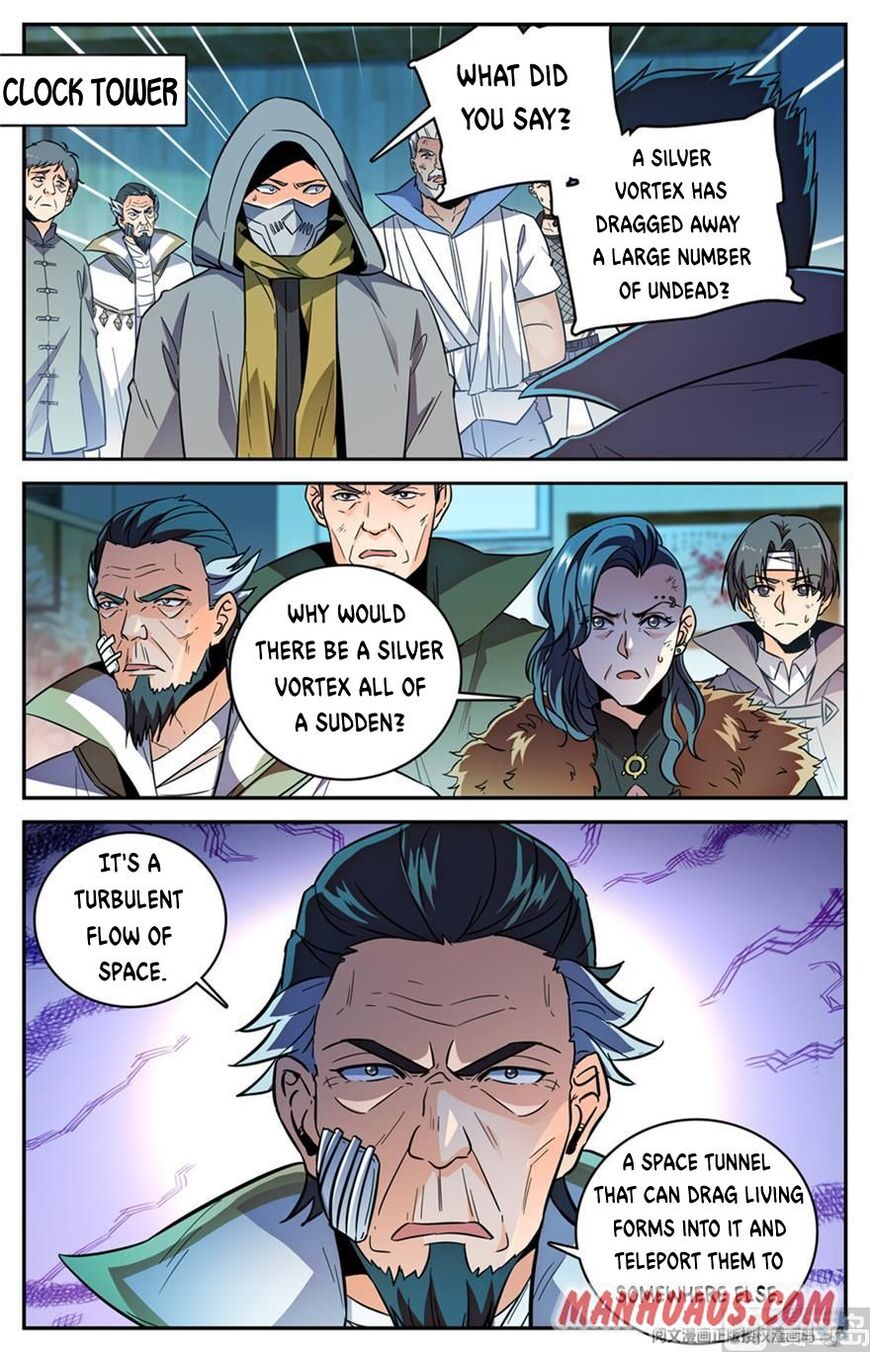 CLOCK TOWER
WHAT DID
YOU SAY?
A SILVER
VORTEX HAS
DRAGGED AWAY
A LARGE NUMBER
OF UNDEAD?
WHY WOULD
THERE BE A SILVER
VORTEX ALL OF
A SUDDEN?
IT'S A
TURBULENT
FLOW OF
SPACE.
A SPACE TUNNEL
THAT CAN DRAG LIVING
FORMS INTO IT AND
TELEPORT THEM TO
SOMEWHERE ELSE.
MANHUAUS.COM